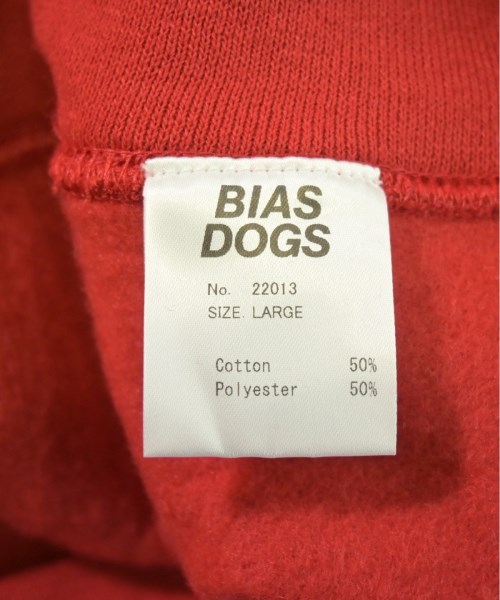 BIAS
DOGS
No. 22013
SIZE. LARGE
Cotton 50%
Polyester 50%